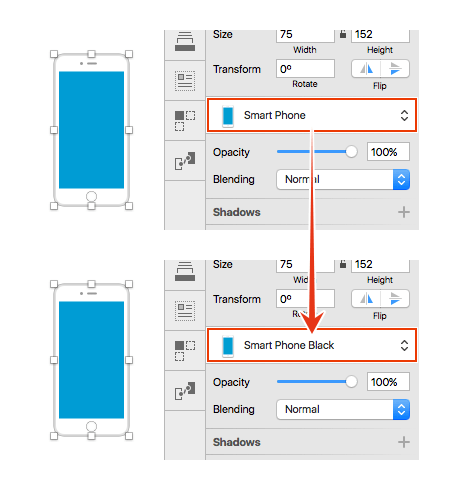 Size 75 152
Width Height
Transform 0º
Rotate Flip
Smart Phone
Opacity 100%
Blending Normal
Shadows
Size 75 152
Width Height
Transform 0º
Rotate Flip
Smart Phone Black
Opacity 100%
Blending Normal
Shadows